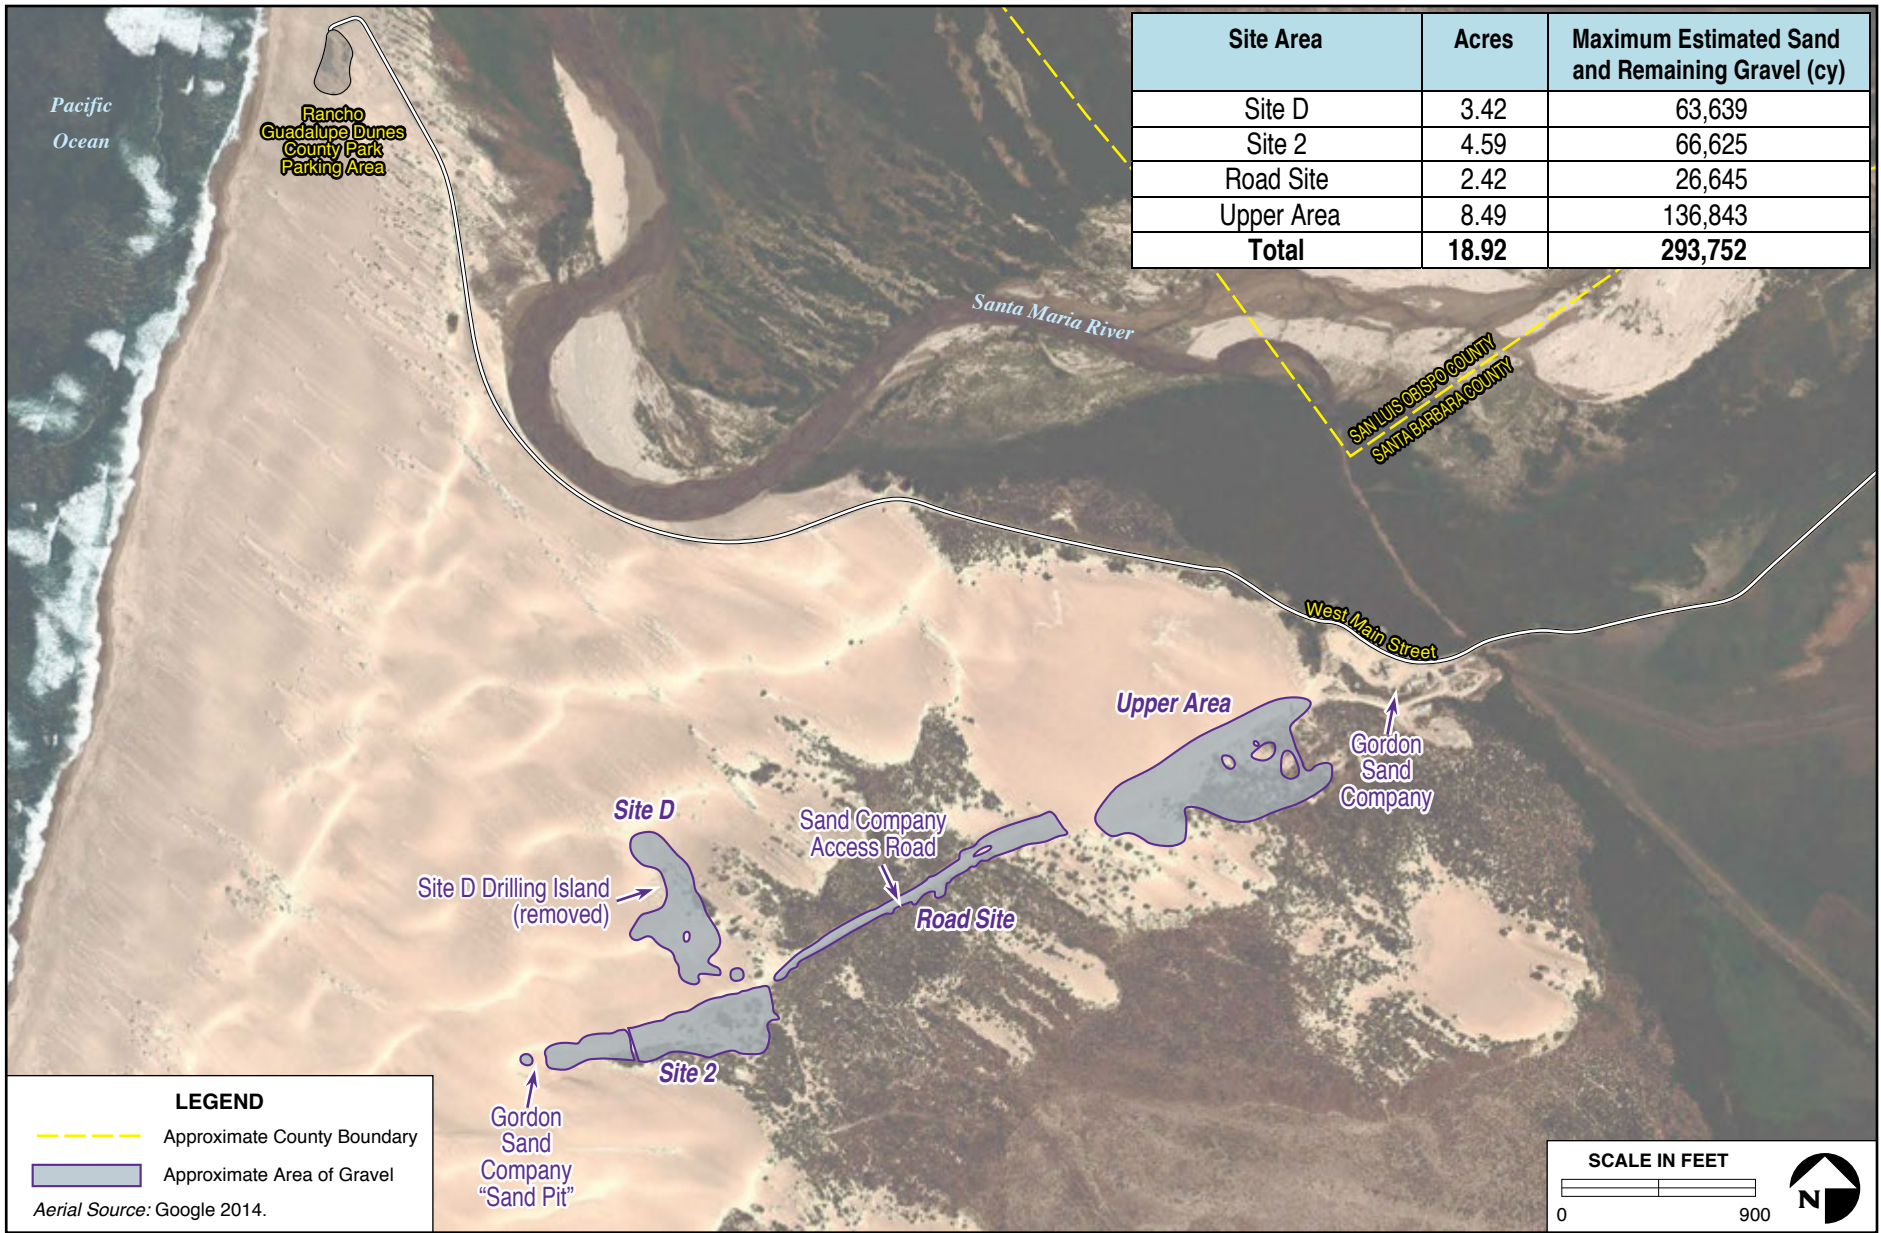 Pacific
Ocean
Rancho
Guadalupe Dunes
County Park
Parking Area
Site Area Acres Maximum Estimated Sand
and Remaining Gravel (cy)
Site D 3.42 63,639
Site 2 4.59 66,625
Road Site 2.42 26,645
Upper Area 8.49 136,843
Total 18.92 293,752
Santa Maria River
SAN LUIS OBISPO COUNTY
SANTA BARBARA COUNTY
West Main Street
Upper Area
Gordon
Sand
Company
Site D
Sand Company
Access Road
Site D Drilling Island
(removed)
Road Site
Site 2
Gordon
Sand
Company
“Sand Pit”
LEGEND
Approximate County Boundary
Approximate Area of Gravel
Aerial Source: Google 2014.
SCALE IN FEET
0 900
N